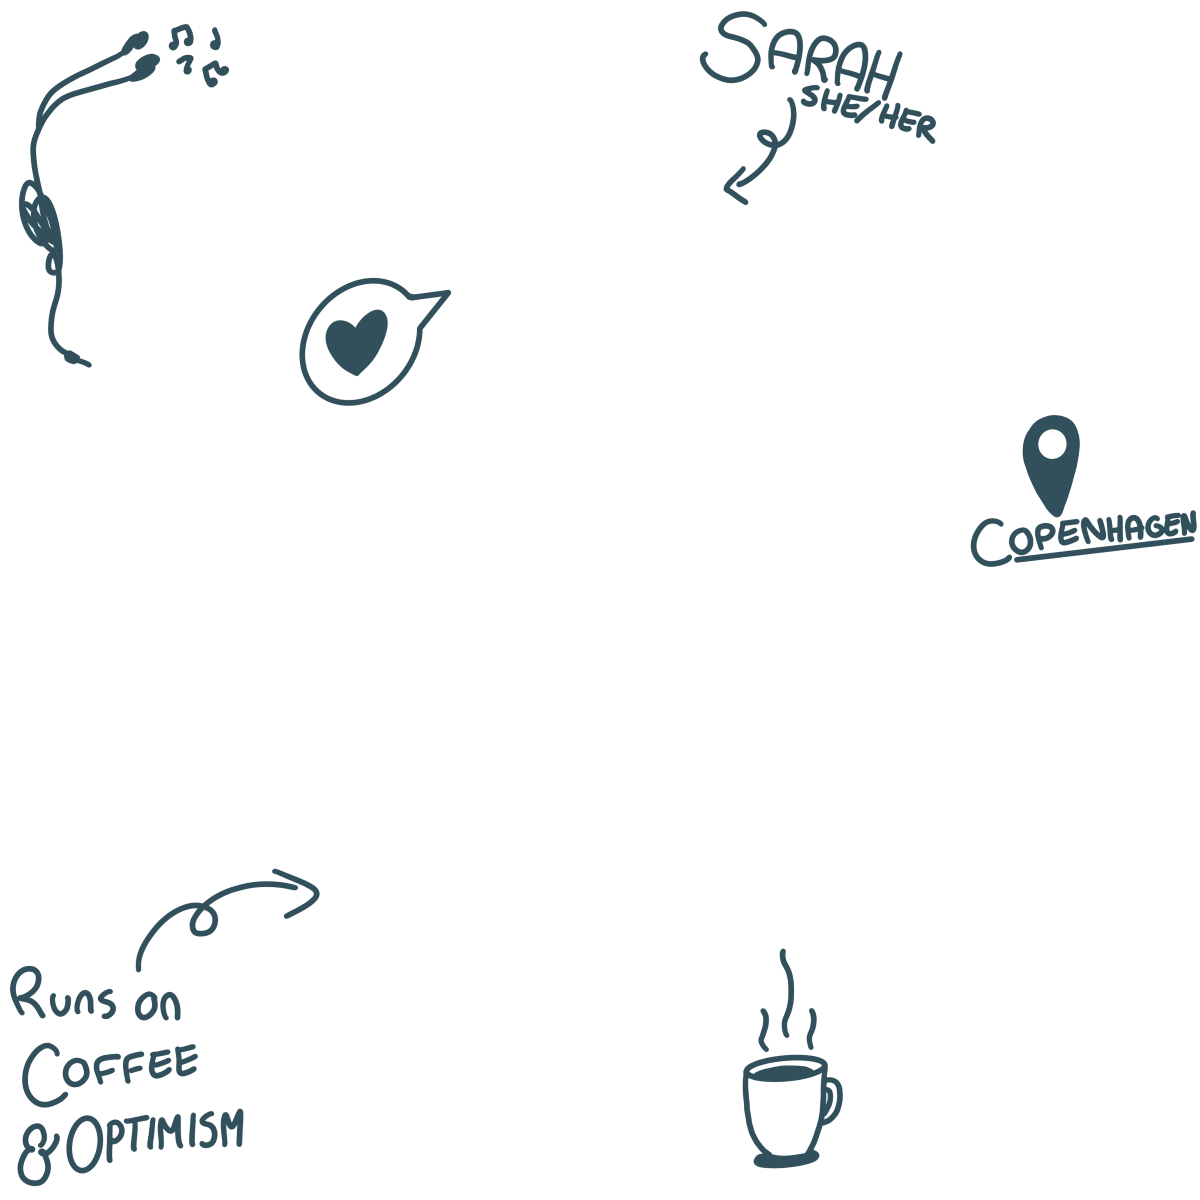 SARAH
SHE/HER
COPENHAGEN
RUNS ON
COFFEE
& OPTIMISM